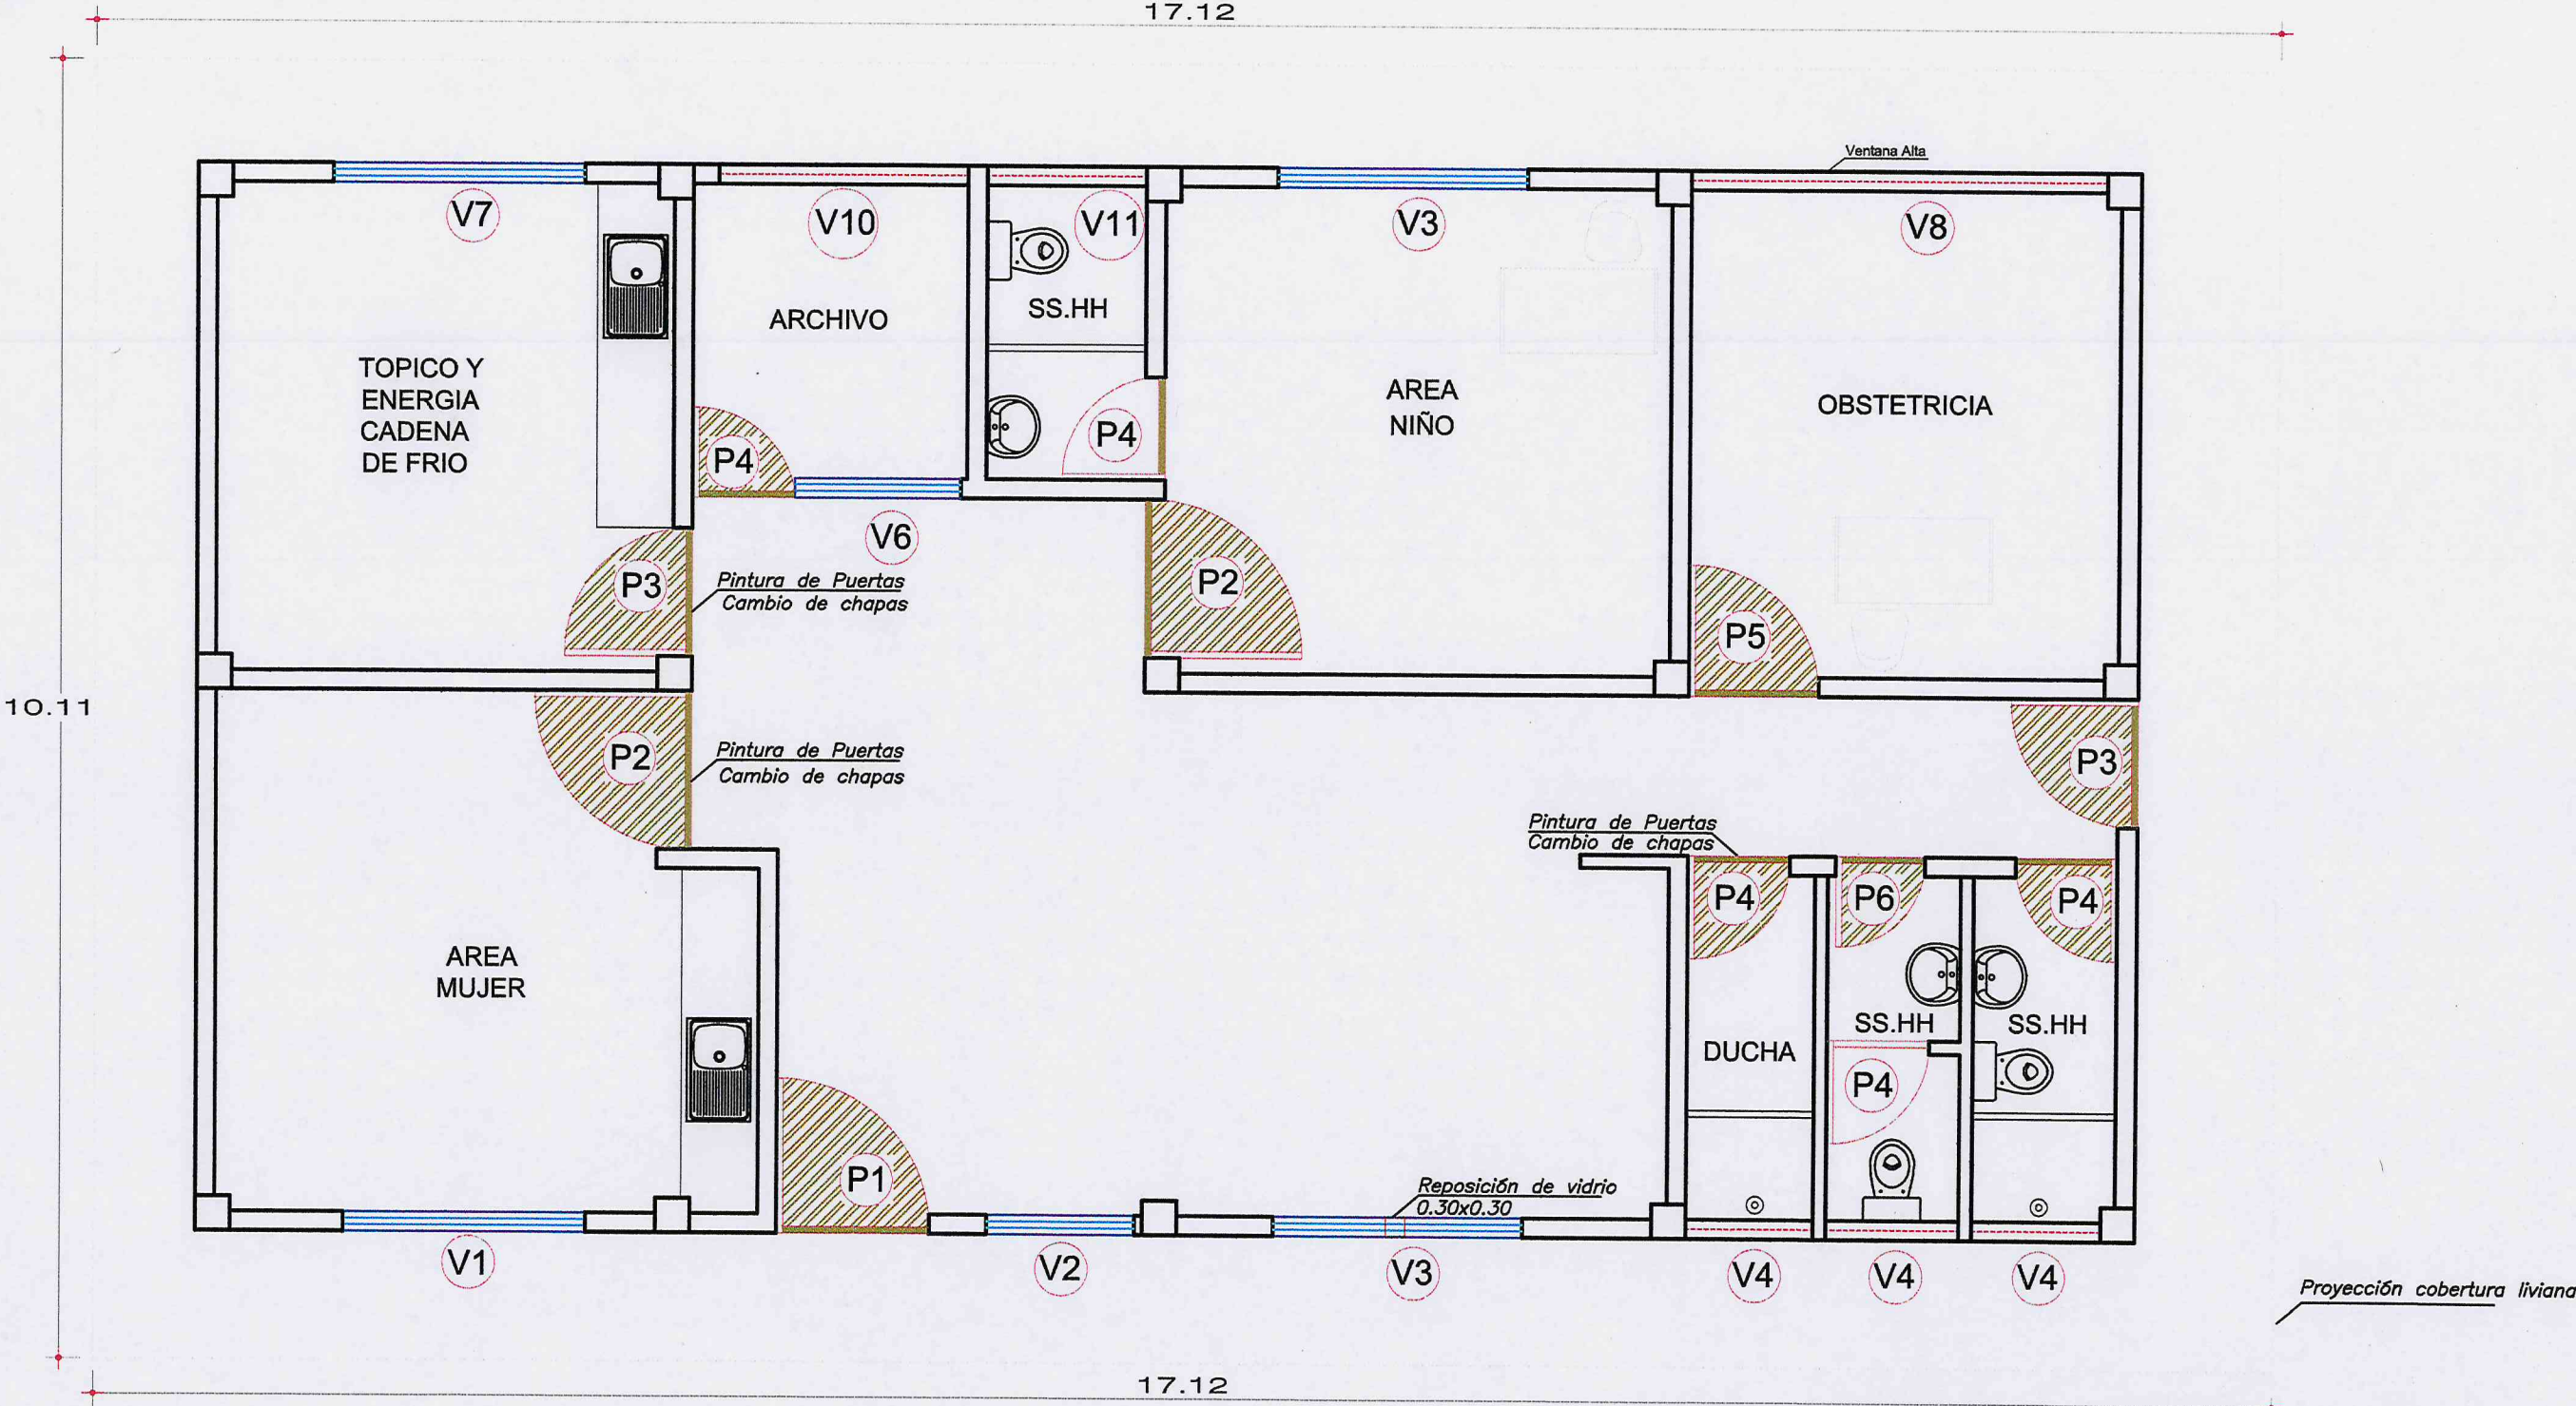 17.12
Ventana Alta
V7
V10
V11
V3
V8
SS.HH
ARCHIVO
TOPICO Y
ENERGIA
CADENA
DE FRIO
AREA
NIÑO
OBSTETRICIA
P4
P4
V6
P3
Pintura de Puertas
Cambio de chapas
P2
P5
10.11
P2
Pintura de Puertas
Cambio de chapas
P3
Pintura de Puertas
Cambio de chapas
P4
P6
P4
AREA
MUJER
SS.HH
SS.HH
DUCHA
P4
P1
Reposición de vidrio
0.30x0.30
V1
V2
V3
V4
V4
V4
Proyección cobertura liviana
17.12